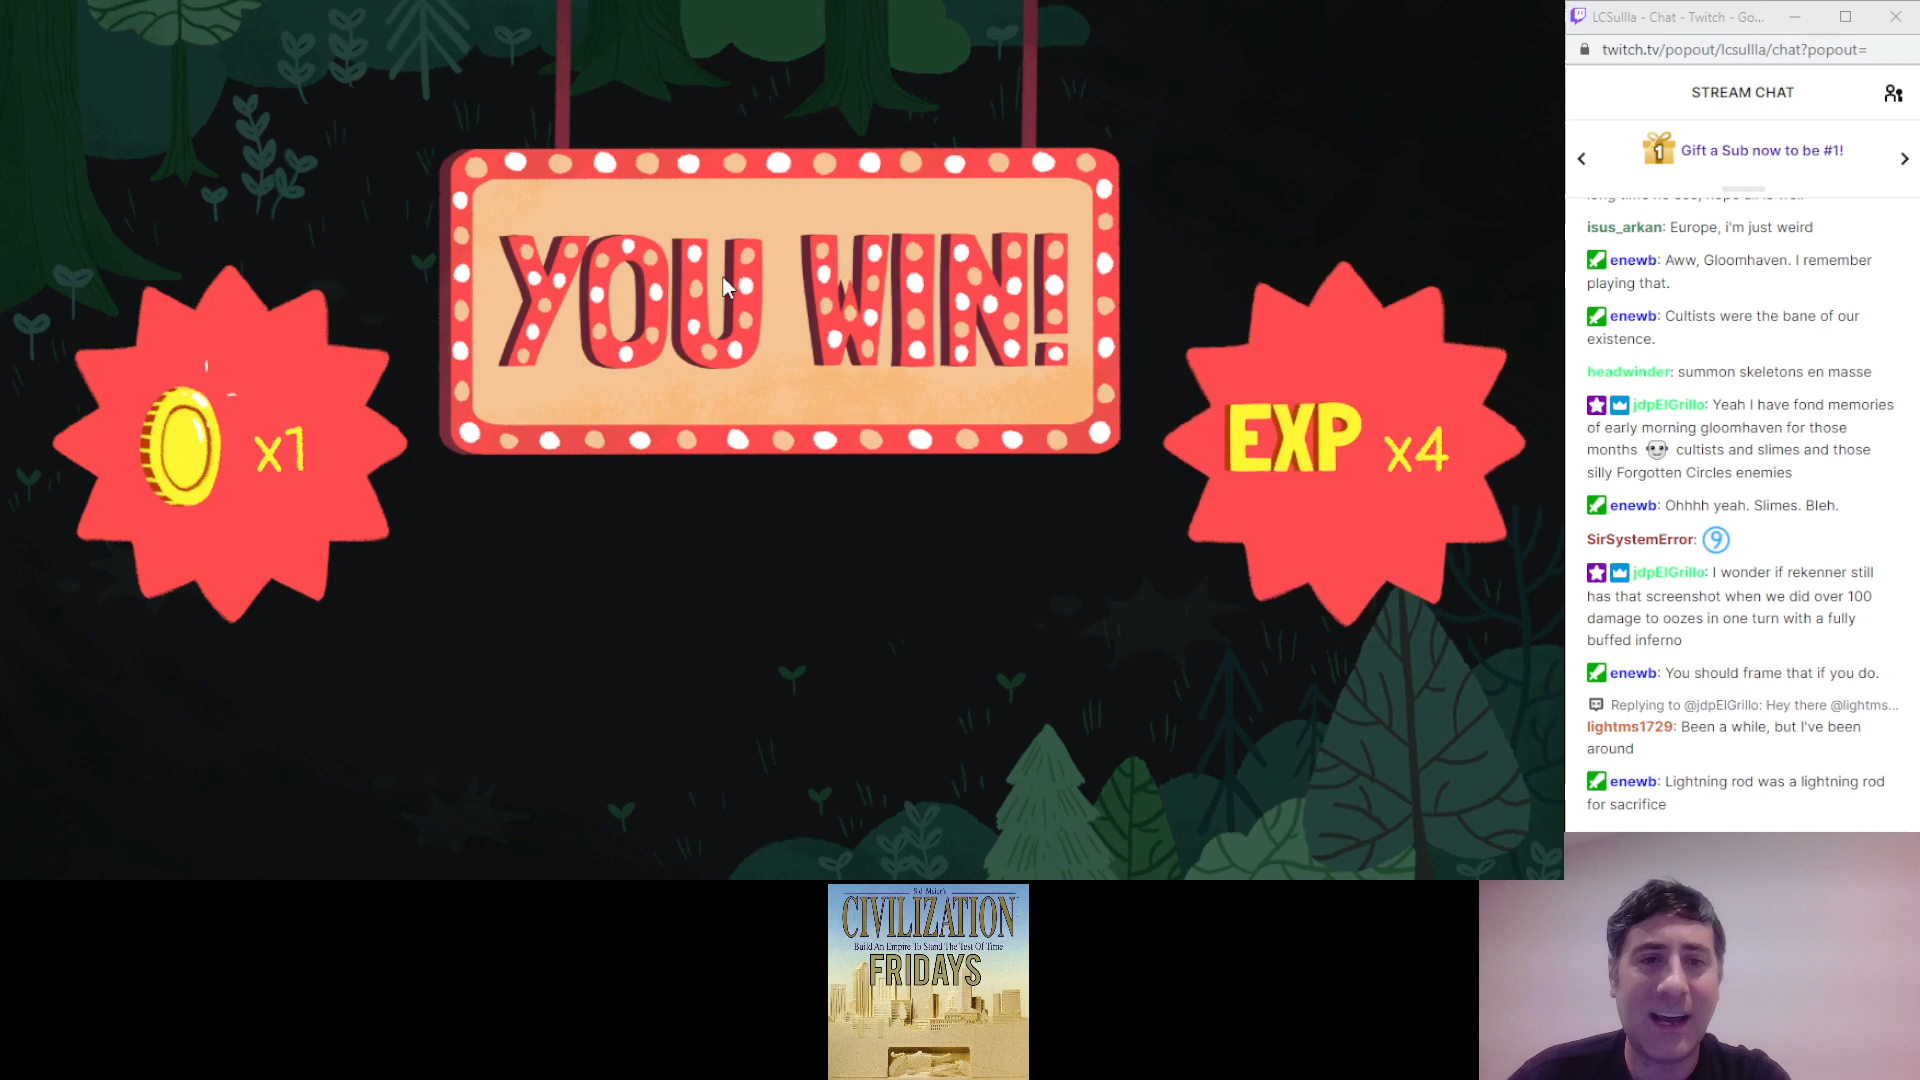 YOU WIN!
x1
EXP x4
LCSullla - Chat - Twitch - Go...
twitch.tv/popout/lcsullla/chat?popout=
STREAM CHAT
1
Gift a Sub now to be #1!
isus_arkan: Europe, i'm just weird
enewb: Aww, Gloomhaven. I remember
playing that.
enewb: Cultists were the bane of our
existence.
headwinder: summon skeletons en masse
jdpElGrillo: Yeah I have fond memories
of early morning gloomhaven for those
months cultists and slimes and those
silly Forgotten Circles enemies
enewb: Ohhhh yeah. Slimes. Bleh.
SirSystemError: 9
jdpElGrillo: I wonder if rekenner still
has that screenshot when we did over 100
damage to oozes in one turn with a fully
buffed inferno
enewb: You should frame that if you do.
Replying to @jdpElGrillo: Hey there @lightms...
lightms1729: Been a while, but I've been
around
enewb: Lightning rod was a lightning rod
for sacrifice
Sid Meier's
CIVILIZATION
Build An Empire To Stand The Test Of Time
FRIDAYS